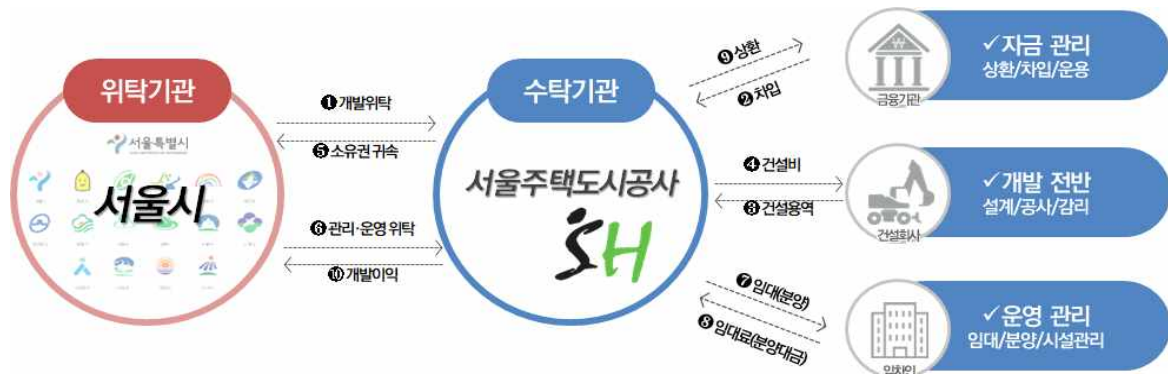 위탁기관
서울특별시
서울시
❶ 개발위탁
❺ 소유권 귀속
❻ 관리·운영 위탁
❿ 개발이익
수탁기관
서울주택도시공사
SH
❾ 상환
❷ 차입
❹ 건설비
❸ 건설용역
❼ 임대(분양)
❽ 임대료(분양대금)
금융기관
✓자금 관리
상환/차입/운용
건설회사
✓개발 전반
설계/공사/감리
임차인
✓운영 관리
임대/분양/시설관리